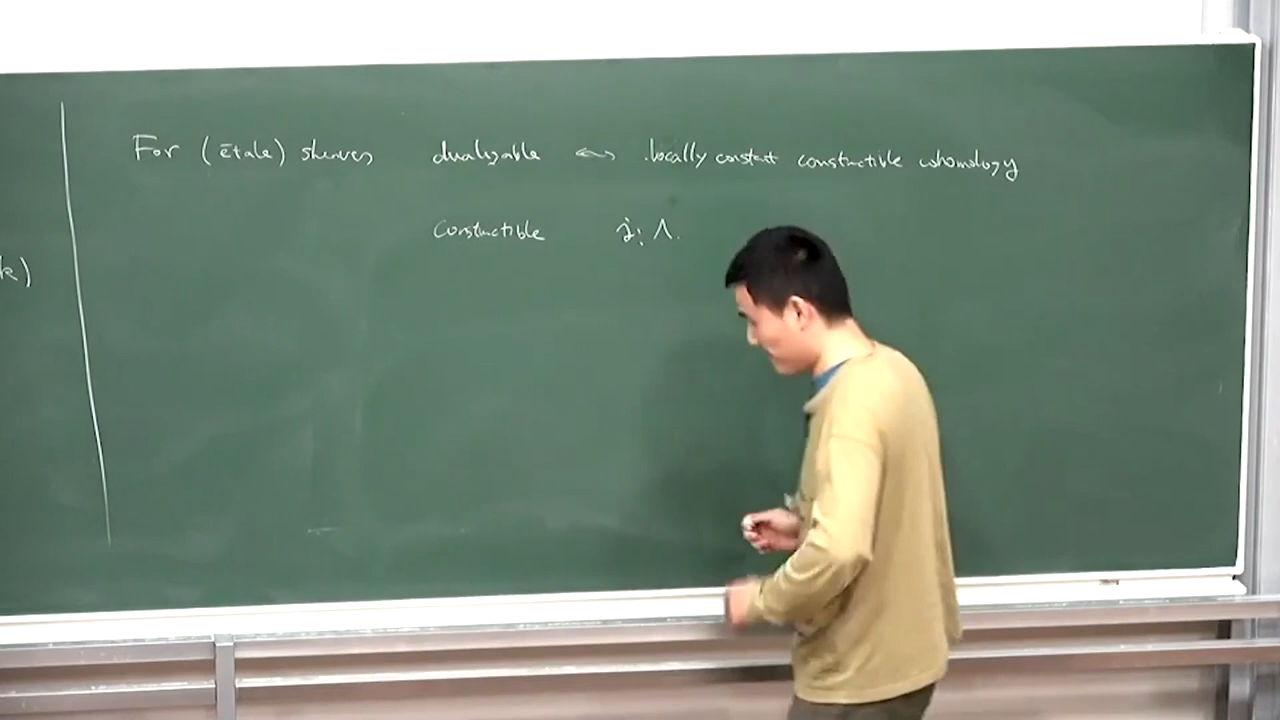 For (étale) sheaves dualizable ⟷ locally constant constructible cohomology
constructible j! Λ.
k)